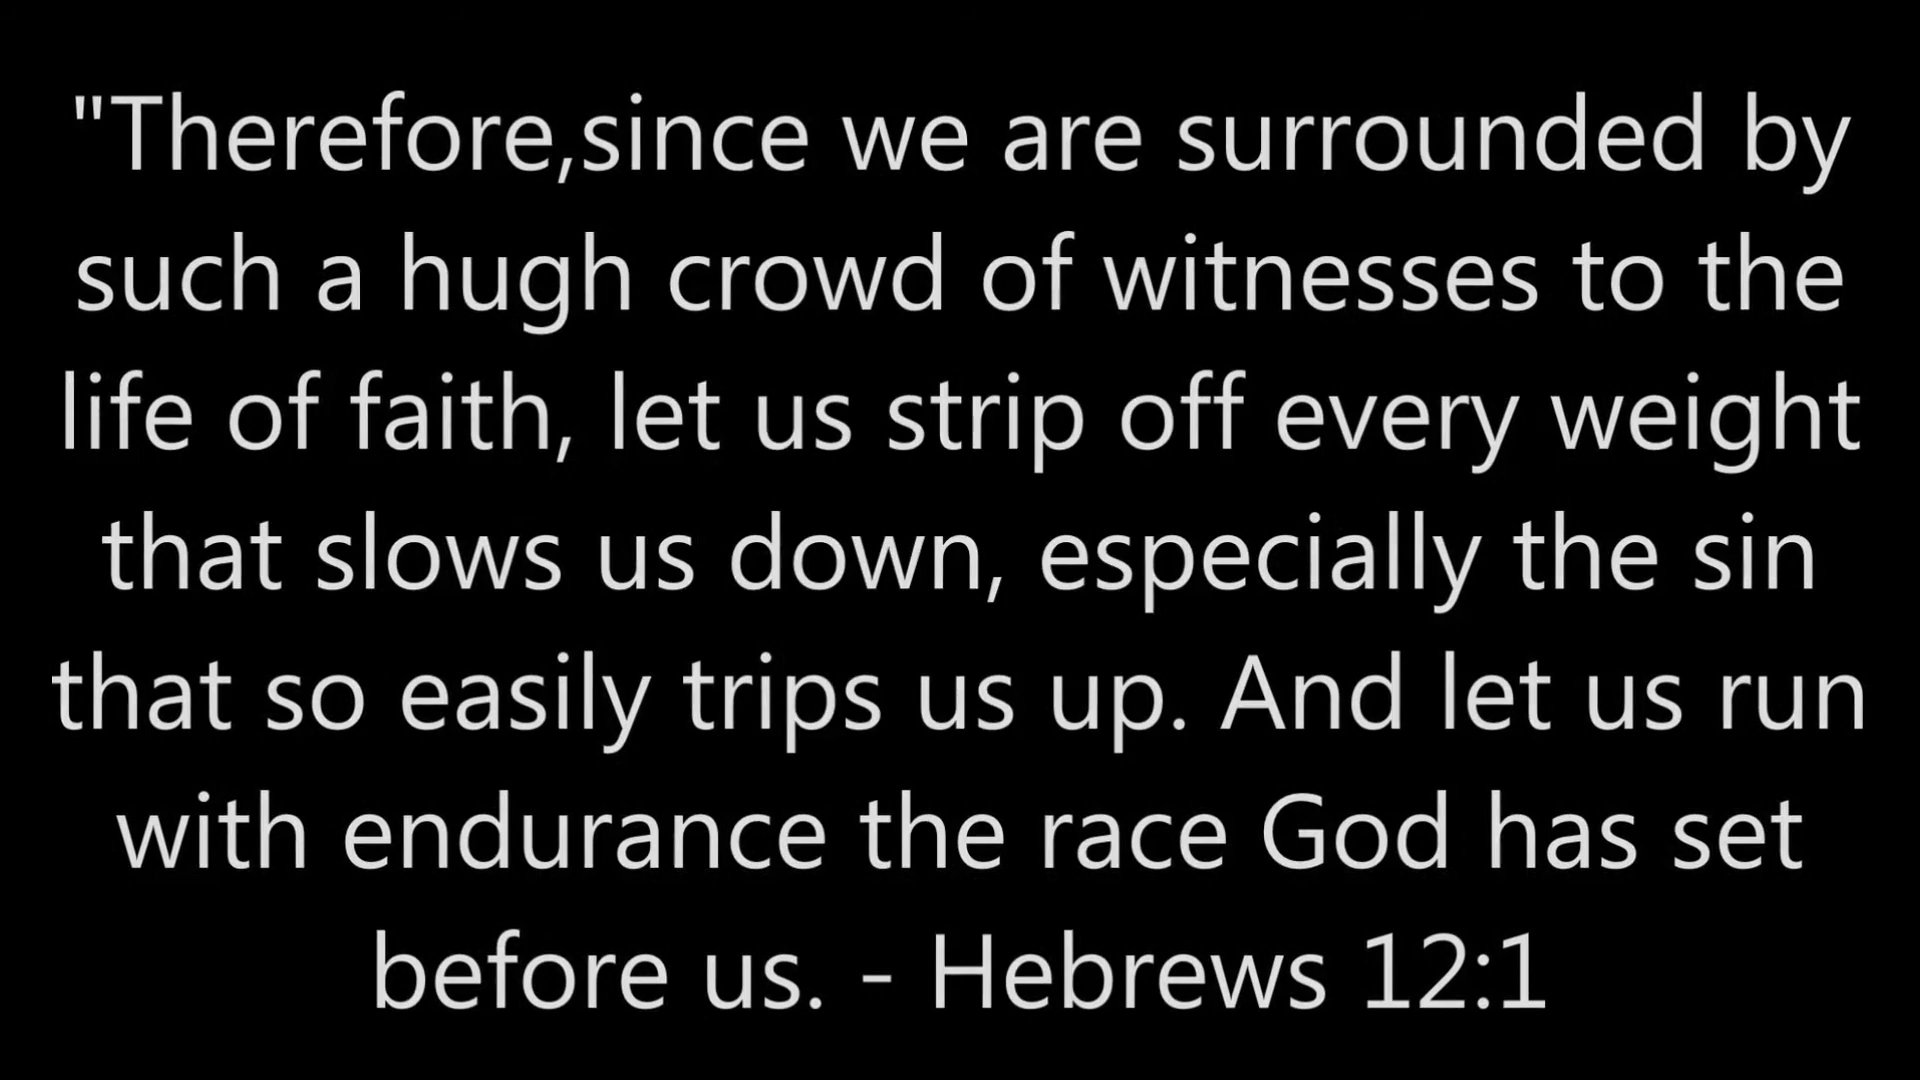 "Therefore,since we are surrounded by
such a hugh crowd of witnesses to the
life of faith, let us strip off every weight
that slows us down, especially the sin
that so easily trips us up. And let us run
with endurance the race God has set
before us. - Hebrews 12:1